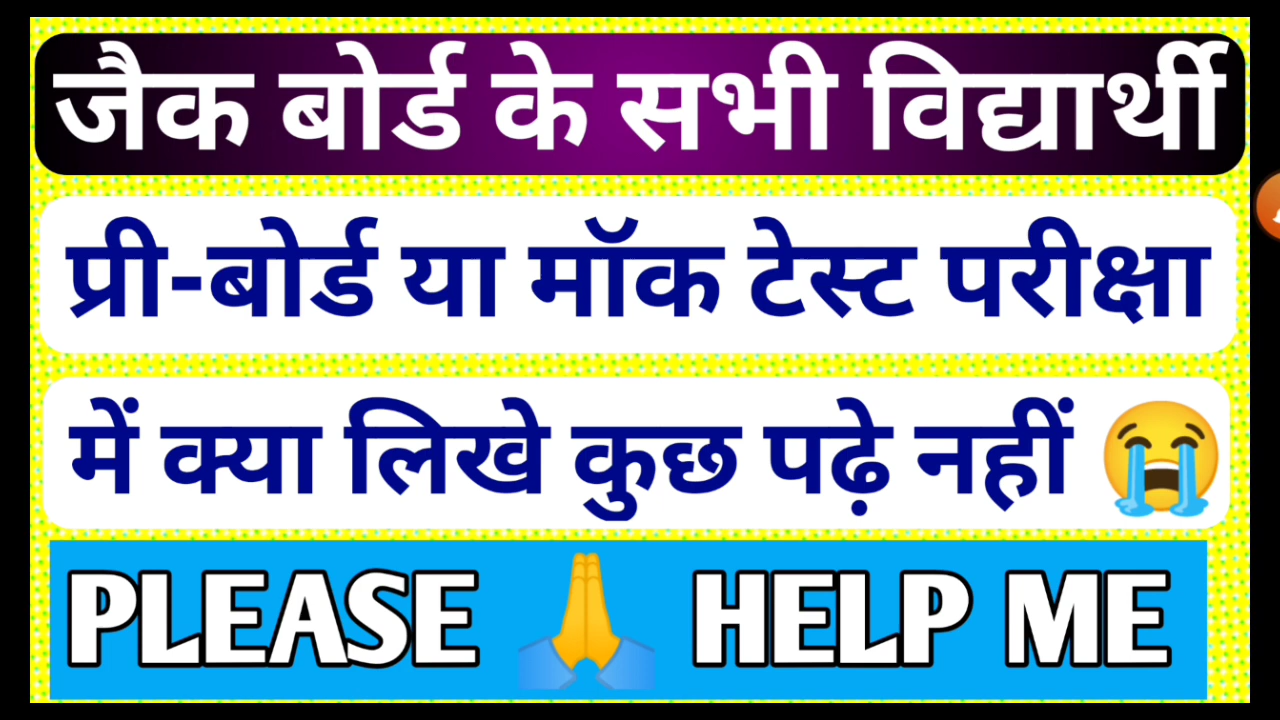 जैक बोर्ड के सभी विद्यार्थी
प्री-बोर्ड या मॉक टेस्ट परीक्षा
में क्या लिखे कुछ पढ़े नहीं 😭
PLEASE 🙏 HELP ME